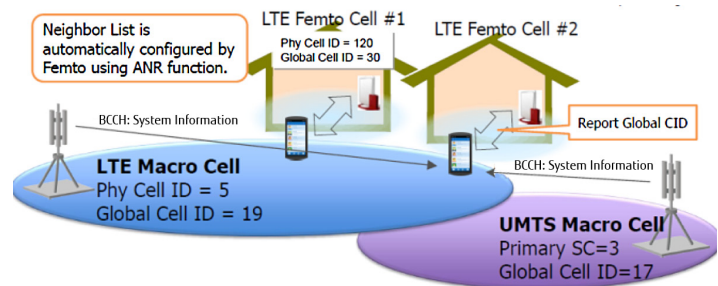 Neighbor List is
automatically configured by
Femto using ANR function.
LTE Femto Cell #1
Phy Cell ID = 120
Global Cell ID = 30
LTE Femto Cell #2
BCCH: System Information
Report Global CID
BCCH: System Information
LTE Macro Cell
Phy Cell ID = 5
Global Cell ID = 19
UMTS Macro Cell
Primary SC=3
Global Cell ID=17